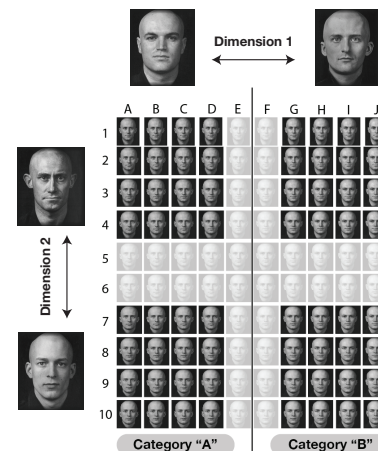 Dimension 1
A B C D E F G H I J
1
2
3
4
5
6
7
8
9
10
Dimension 2
Category “A” Category “B”